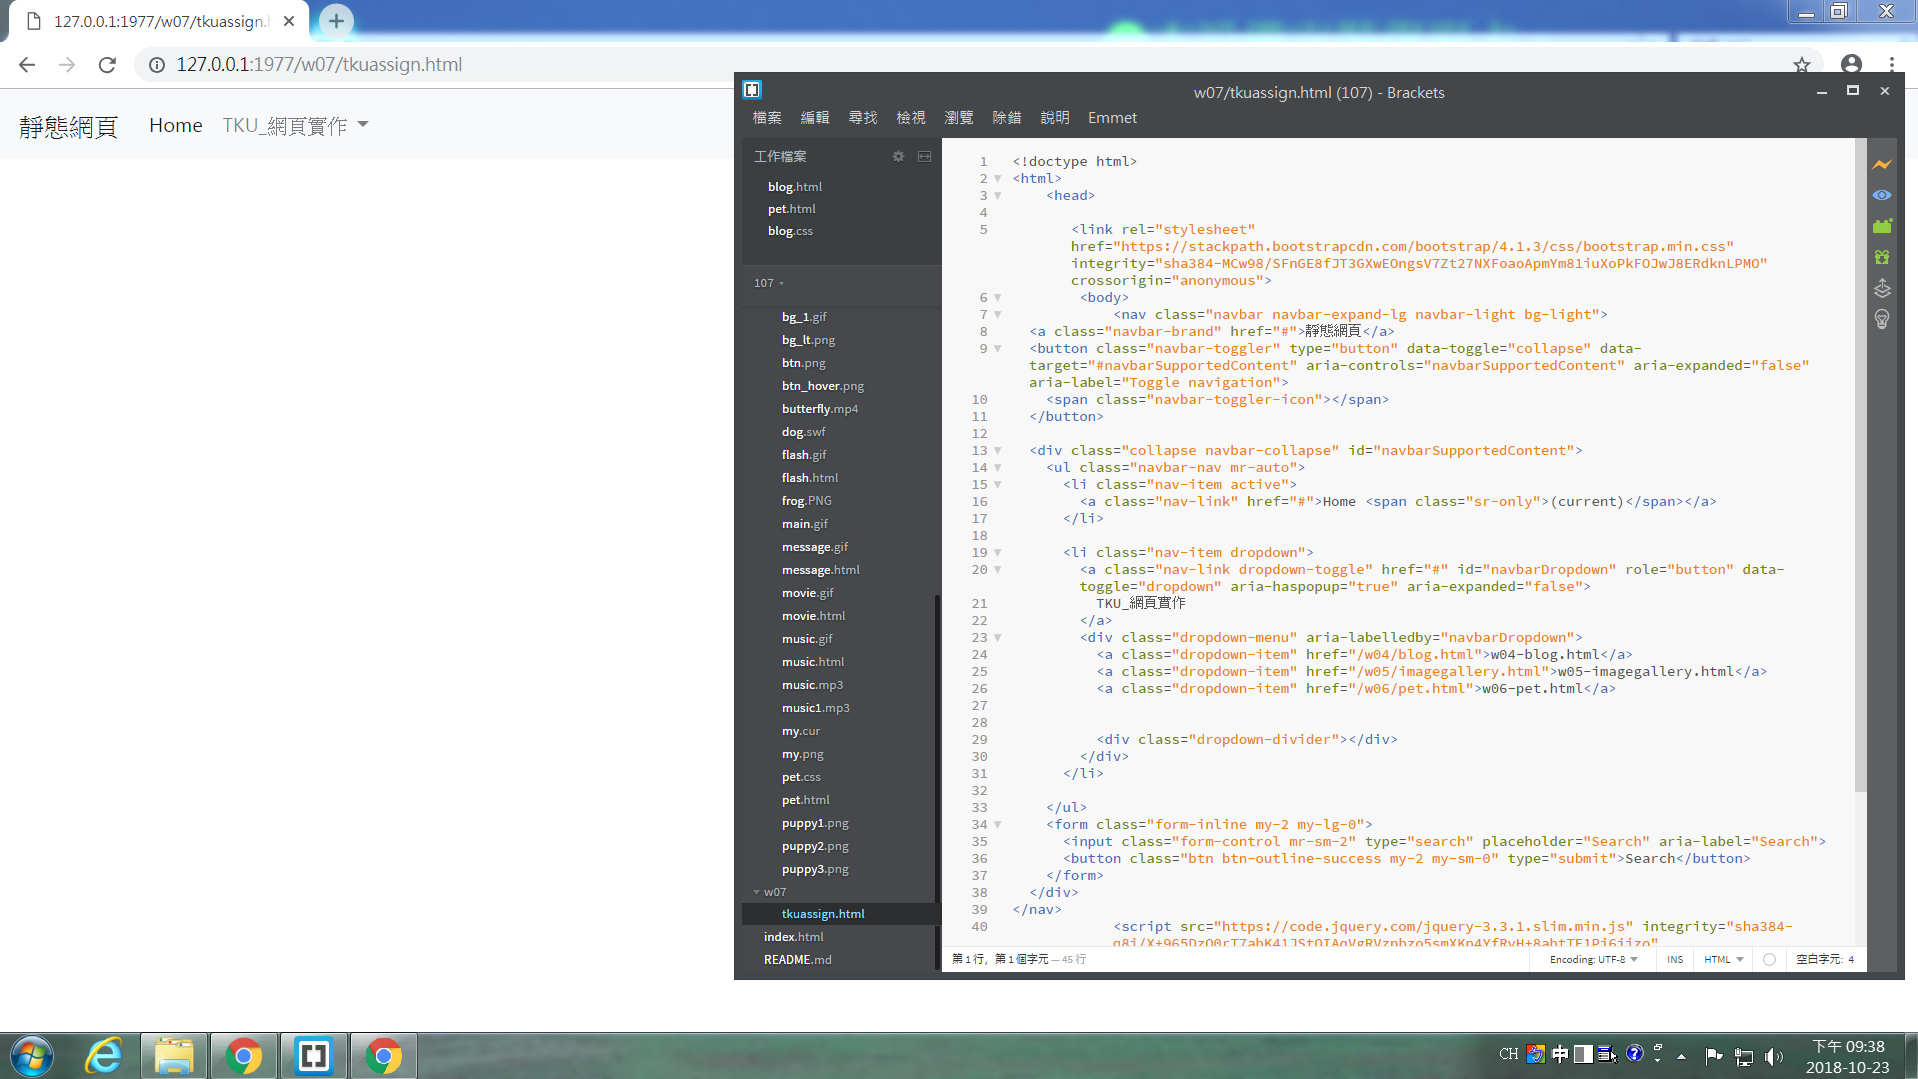 127.0.0.1:1977/w07/tkuassign.h
127.0.0.1:1977/w07/tkuassign.html
靜態網頁 Home TKU_網頁實作
w07/tkuassign.html (107) - Brackets
檔案 編輯 尋找 檢視 瀏覽 除錯 說明 Emmet
工作檔案
blog.html
pet.html
blog.css
107
bg_1.gif
bg_lt.png
btn.png
btn_hover.png
butterfly.mp4
dog.swf
flash.gif
flash.html
frog.PNG
main.gif
message.gif
message.html
movie.gif
movie.html
music.gif
music.html
music.mp3
music1.mp3
my.cur
my.png
pet.css
pet.html
puppy1.png
puppy2.png
puppy3.png
w07
tkuassign.html
index.html
README.md
1 <!doctype html>
2 <html>
3 <head>
4
5 <link rel="stylesheet"
href="https://stackpath.bootstrapcdn.com/bootstrap/4.1.3/css/bootstrap.min.css"
integrity="sha384-MCw98/SFnGE8fJT3GXwEOngsV7Zt27NXFoaoApmYm81iuXoPkFOJwJ8ERdknLPMO"
crossorigin="anonymous">
6 <body>
7 <nav class="navbar navbar-expand-lg navbar-light bg-light">
8 <a class="navbar-brand" href="#">靜態網頁</a>
9 <button class="navbar-toggler" type="button" data-toggle="collapse" data-
target="#navbarSupportedContent" aria-controls="navbarSupportedContent" aria-expanded="false"
aria-label="Toggle navigation">
10 <span class="navbar-toggler-icon"></span>
11 </button>
12
13 <div class="collapse navbar-collapse" id="navbarSupportedContent">
14 <ul class="navbar-nav mr-auto">
15 <li class="nav-item active">
16 <a class="nav-link" href="#">Home <span class="sr-only">(current)</span></a>
17 </li>
18
19 <li class="nav-item dropdown">
20 <a class="nav-link dropdown-toggle" href="#" id="navbarDropdown" role="button" data-
toggle="dropdown" aria-haspopup="true" aria-expanded="false">
21 TKU_網頁實作
22 </a>
23 <div class="dropdown-menu" aria-labelledby="navbarDropdown">
24 <a class="dropdown-item" href="/w04/blog.html">w04-blog.html</a>
25 <a class="dropdown-item" href="/w05/imagegallery.html">w05-imagegallery.html</a>
26 <a class="dropdown-item" href="/w06/pet.html">w06-pet.html</a>
27
28
29 <div class="dropdown-divider"></div>
30 </div>
31 </li>
32
33 </ul>
34 <form class="form-inline my-2 my-lg-0">
35 <input class="form-control mr-sm-2" type="search" placeholder="Search" aria-label="Search">
36 <button class="btn btn-outline-success my-2 my-sm-0" type="submit">Search</button>
37 </form>
38 </div>
39 </nav>
40 <script src="https://code.jquery.com/jquery-3.3.1.slim.min.js" integrity="sha384-
第 1 行, 第 1 個字元 — 45 行 Encoding: UTF-8 INS HTML 空白字元: 4
CH 中 下午 09:38
2018-10-23